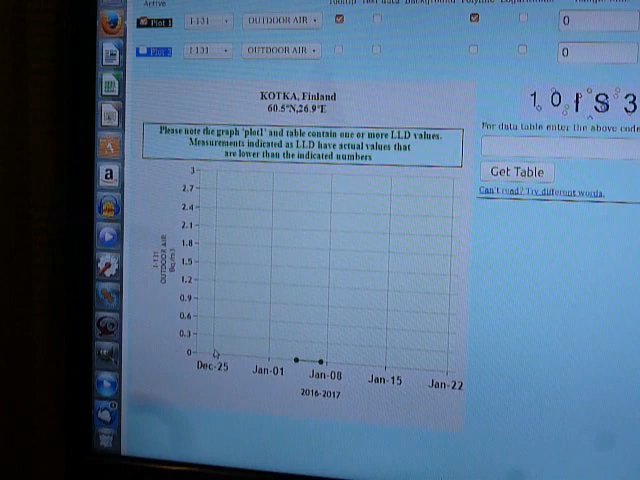 Active
Plot 1 I-131 OUTDOOR AIR 0
Plot 2 I-131 OUTDOOR AIR 0
KOTKA, Finland
60.5°N,26.9°E
Please note the graph 'plot1' and table contain one or more LLD values.
Measurements indicated as LLD have actual values that
are lower than the indicated numbers
For data table enter the above code
Get Table
Can't read? Try different words.
3
2.7
2.4
2.1
1.8
1.5
1.2
0.9
0.6
0.3
0
I-131
OUTDOOR AIR
Bq/m3
Dec-25 Jan-01 Jan-08 Jan-15 Jan-22
2016-2017